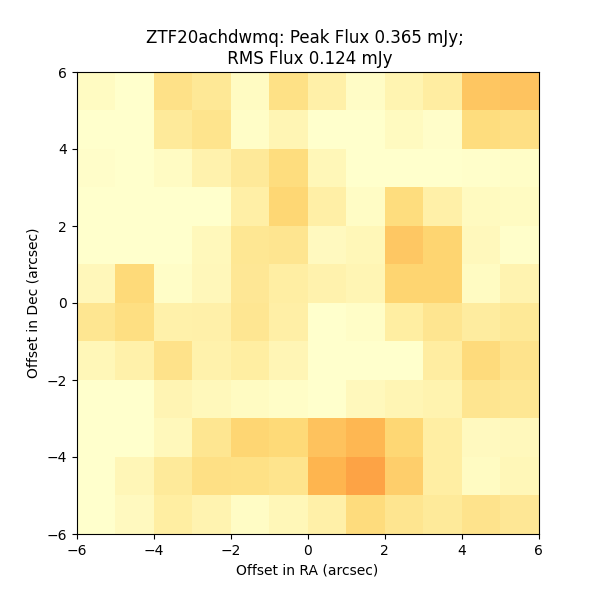 ZTF20achdwmq: Peak Flux 0.365 mJy;
RMS Flux 0.124 mJy
6
4
2
0
−2
−4
−6
Offset in Dec (arcsec)
−6 −4 −2 0 2 4 6
Offset in RA (arcsec)